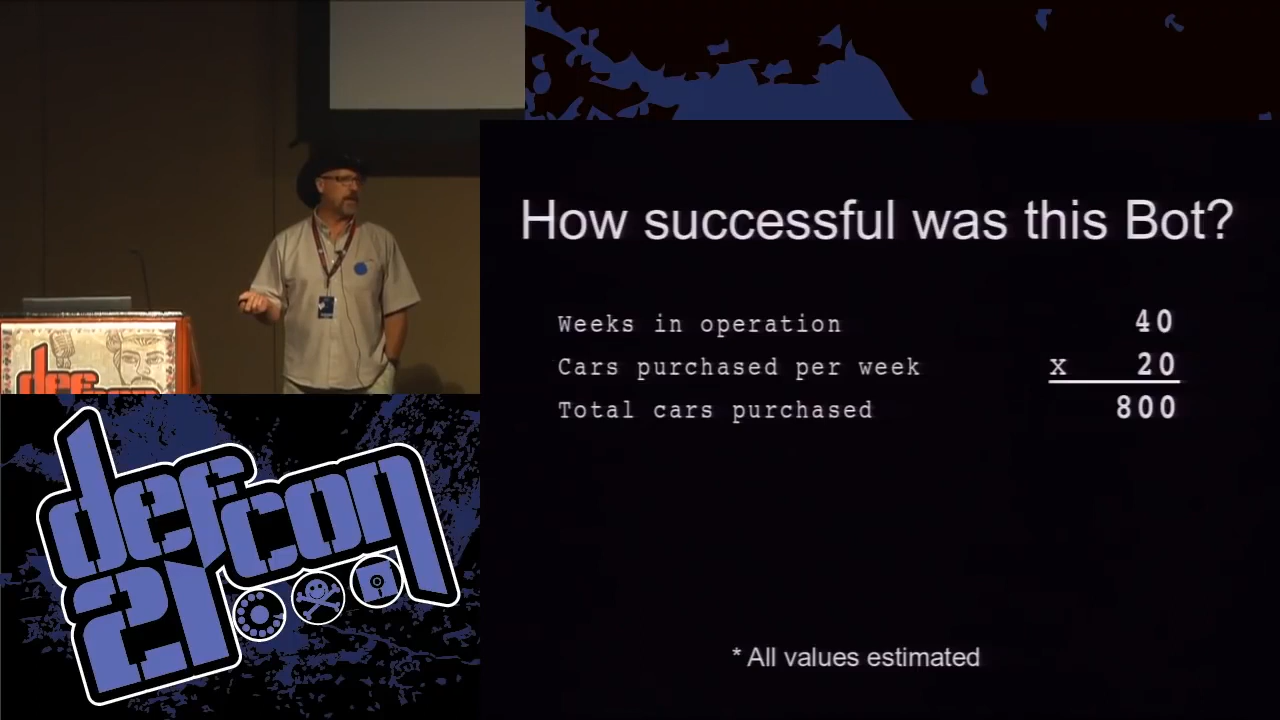 How successful was this Bot?
Weeks in operation 40
Cars purchased per week x 20
Total cars purchased 800
* All values estimated
def
defcon
21